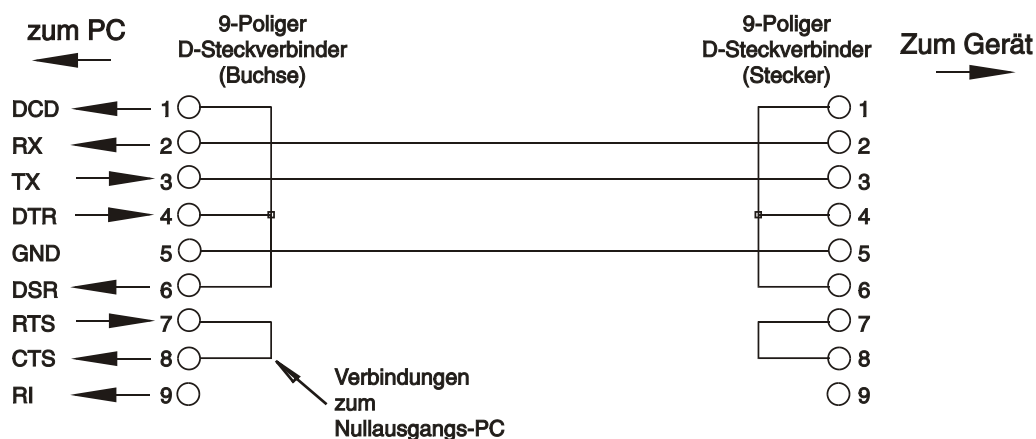 zum PC
9-Poliger
D-Steckverbinder
(Buchse)
9-Poliger
D-Steckverbinder
(Stecker)
Zum Gerät
DCD 1 1
RX 2 2
TX 3 3
DTR 4 4
GND 5 5
DSR 6 6
RTS 7 7
CTS 8 8
RI 9 9
Verbindungen
zum
Nullausgangs-PC